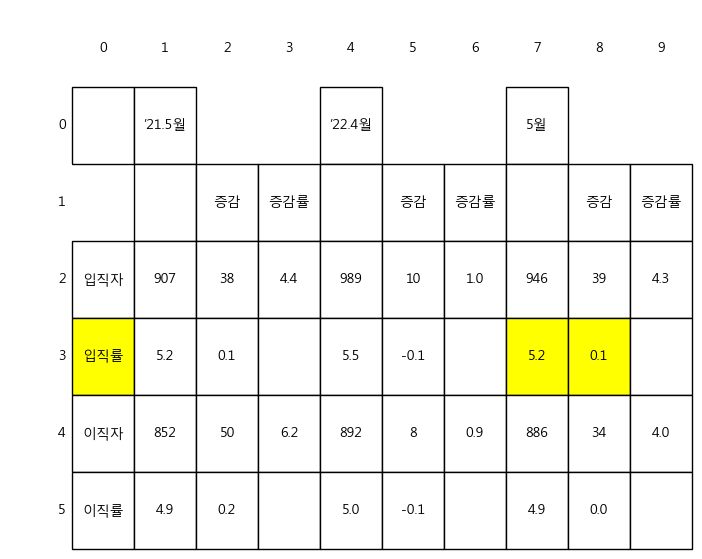 0 1 2 3 4 5 6 7 8 9
0 '21.5월 '22.4월 5월
1 증감 증감률 증감 증감률 증감 증감률
2 입직자 907 38 4.4 989 10 1.0 946 39 4.3
3 입직률 5.2 0.1 5.5 -0.1 5.2 0.1
4 이직자 852 50 6.2 892 8 0.9 886 34 4.0
5 이직률 4.9 0.2 5.0 -0.1 4.9 0.0